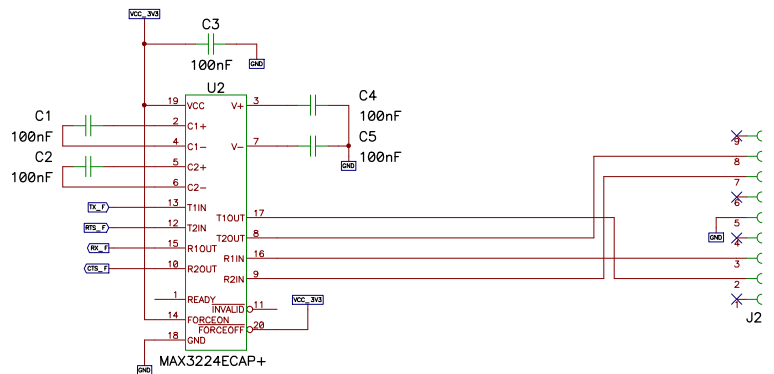 VCC_3V3
C3
100nF
GND
U2
C1
100nF
C2
100nF
C4
100nF
C5
100nF
GND
19 VCC V+ 3
2 C1+
4 C1- V- 7
5 C2+
6 C2-
TX_F 13 T1IN T1OUT 17
RTS_F 12 T2IN T2OUT 8
RX_F 15 R1OUT R1IN 16
CTS_F 10 R2OUT R2IN 9
1 READY INVALID 11
14 FORCEON FORCEOFF 20
18 GND
VCC_3V3
MAX3224ECAP+
GND
9
8
7
6
5
GND
4
3
2
1
J2